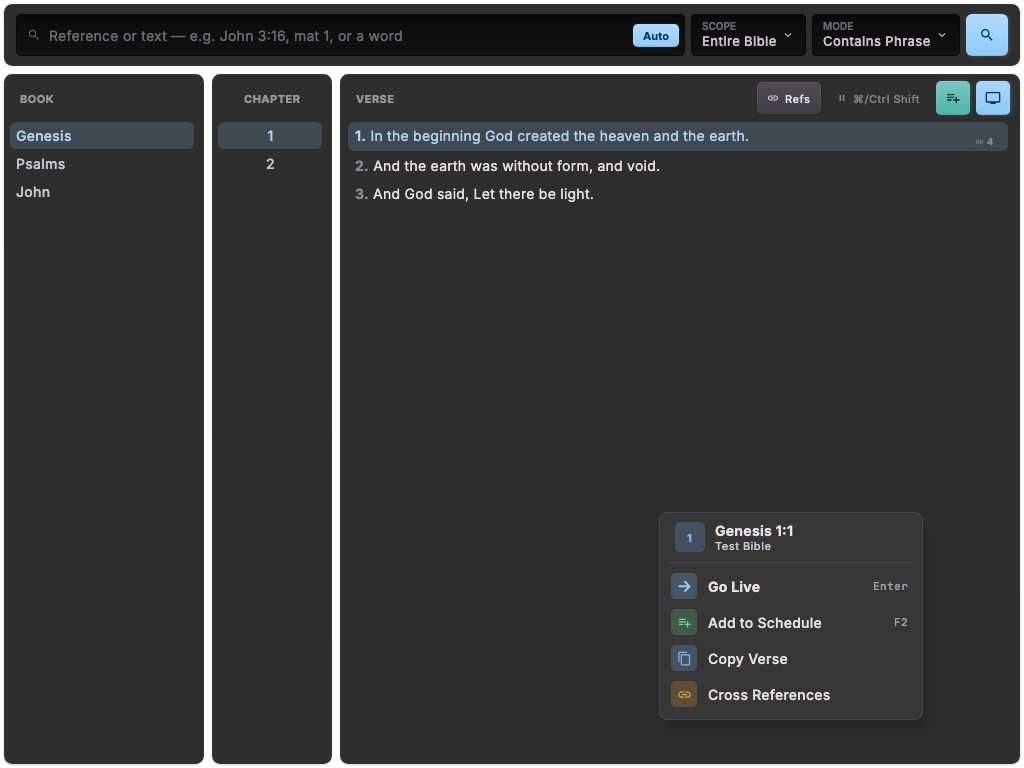 Reference or text — e.g. John 3:16, mat 1, or a word
Auto
SCOPE
Entire Bible
MODE
Contains Phrase
BOOK
Genesis
Psalms
John
CHAPTER
1
2
VERSE
Refs
⌘/Ctrl Shift
1. In the beginning God created the heaven and the earth.
4
2. And the earth was without form, and void.
3. And God said, Let there be light.
1
Genesis 1:1
Test Bible
Go Live Enter
Add to Schedule F2
Copy Verse
Cross References